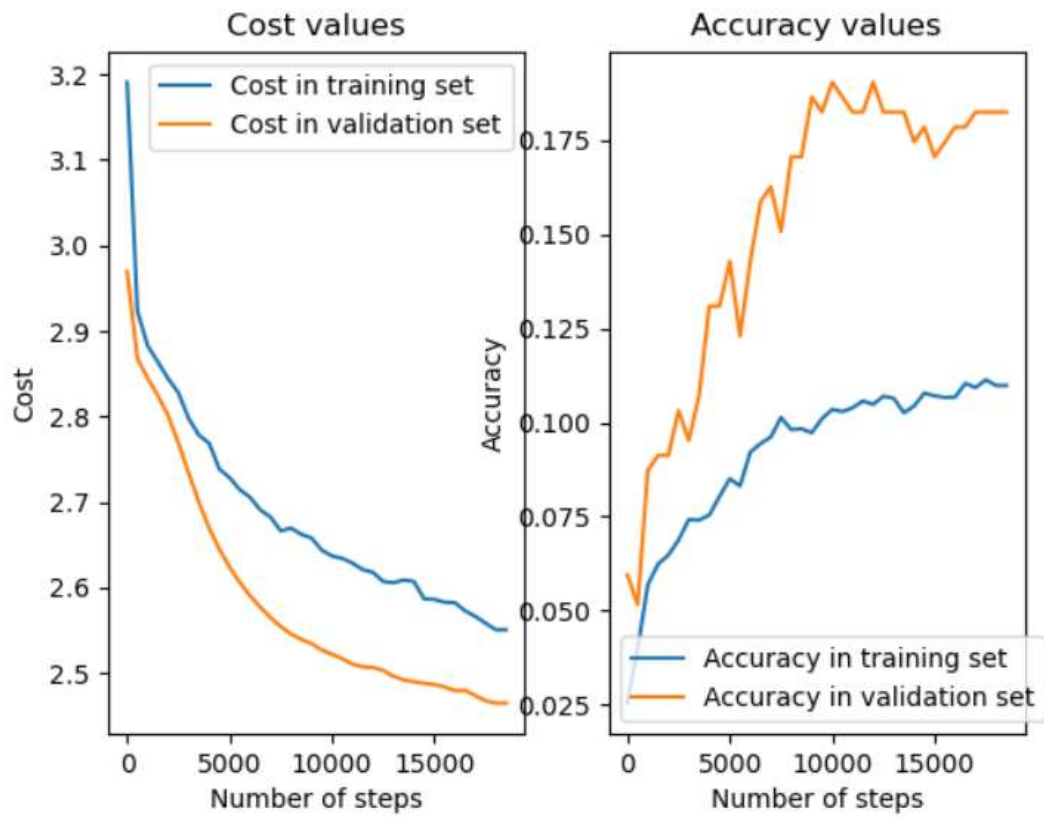 Cost values
Cost in training set
Cost in validation set
3.2
3.1
3.0
2.9
2.8
2.7
2.6
2.5
Cost
0
5000
10000
15000
Number of steps
Accuracy values
0.175
0.150
0.125
0.100
0.075
0.050
0.025
Accuracy
Accuracy in training set
Accuracy in validation set
0
5000
10000
15000
Number of steps